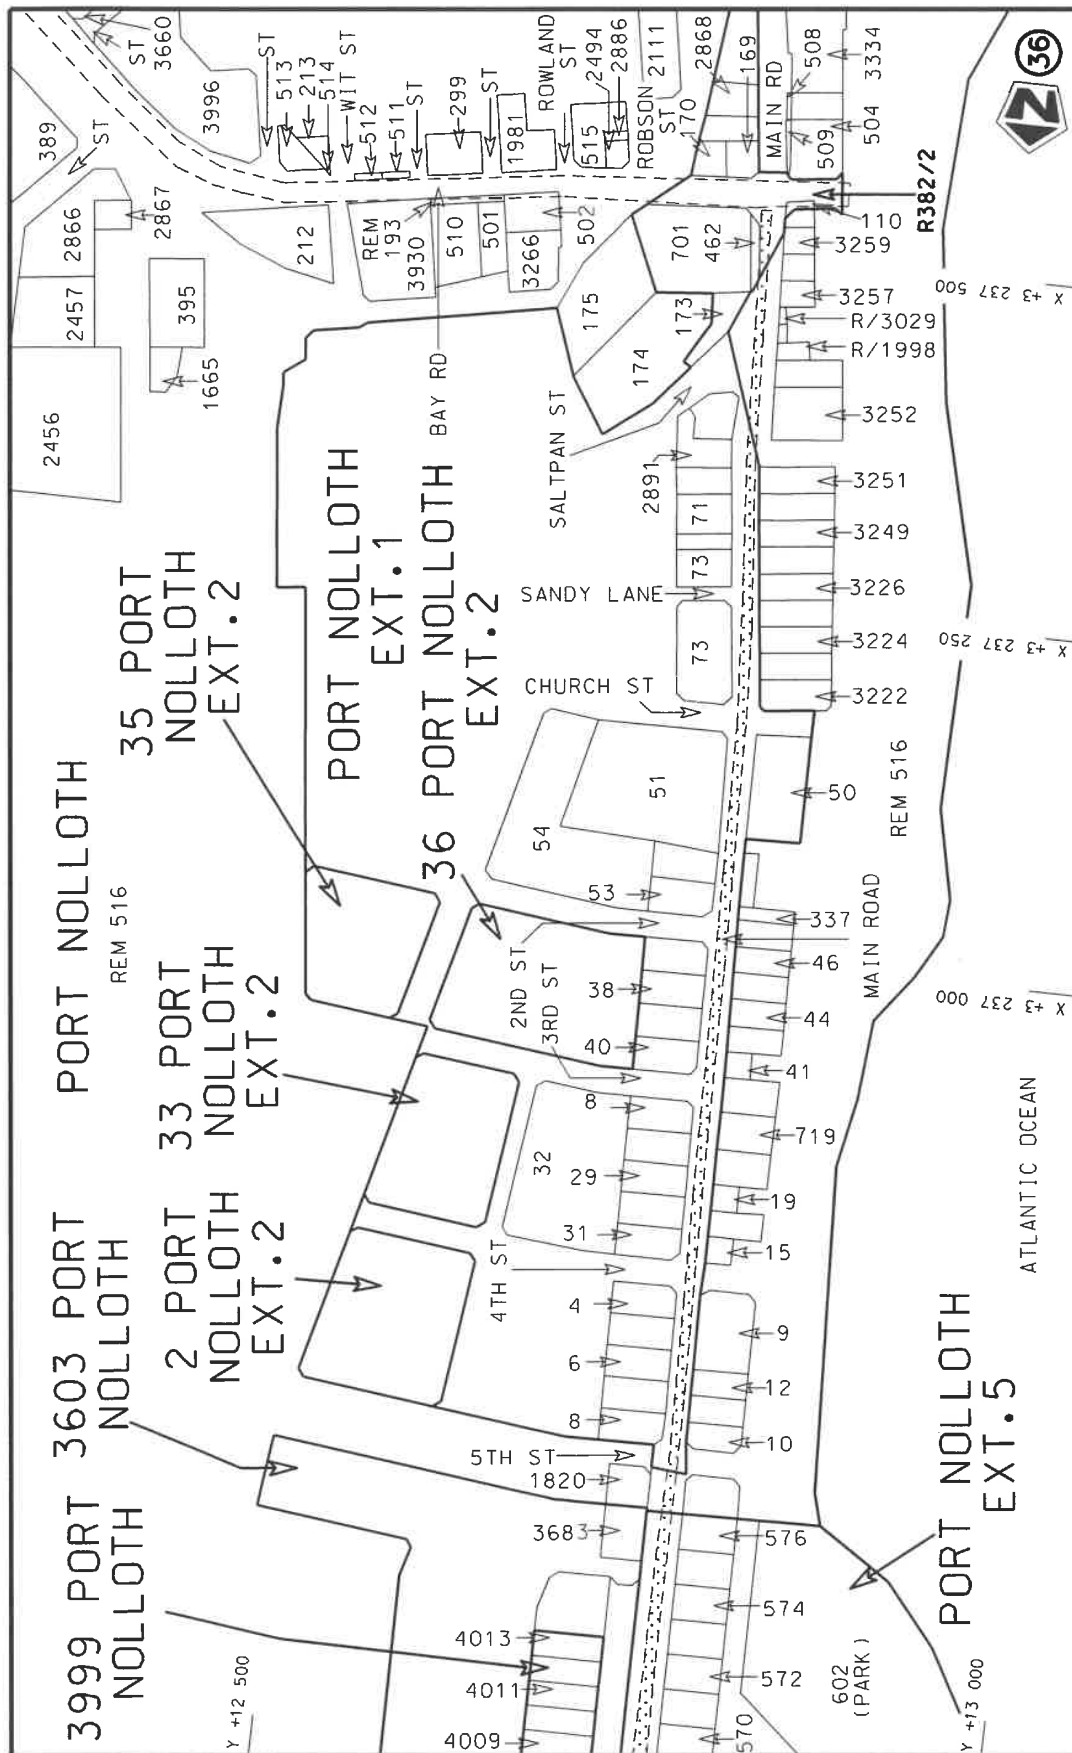 389
ST
3660
ST
3996
ST
513
213
514
WIT ST
512
511
ST
299
ST
1981
ROWLAND
ST
515
2494
2886
ROBSON
ST
2111
170
2868
169
MAIN RD
508
509
504
3334
36
R382/2
110
2866
2867
2457
395
1665
2456
212
REM
193
3930
510
501
3266
502
BAY RD
175
174
173
701
462
3259
3257
R/3029
R/1998
3252
X +3 237 500
SALTPAN ST
2891
71
73
SANDY LANE
73
CHURCH ST
3251
3249
3226
3224
3222
X +3 237 250
35 PORT
NOLLOTH
EXT.2
PORT NOLLOTH
EXT.1
36 PORT NOLLOTH
EXT.2
PORT NOLLOTH
REM 516
54
51
53
50
REM 516
2ND ST
3RD ST
38
40
337
46
44
41
MAIN ROAD
X +3 237 000
33 PORT
NOLLOTH
EXT.2
2 PORT
NOLLOTH
EXT.2
32
8
29
31
719
19
15
4TH ST
4
6
8
9
12
10
ATLANTIC OCEAN
3603 PORT
NOLLOTH
5TH ST
1820
3683
3999 PORT
NOLLOTH
4013
4011
4009
576
574
572
570
602
(PARK)
PORT NOLLOTH
EXT.5
Y +12 500
Y +13 000